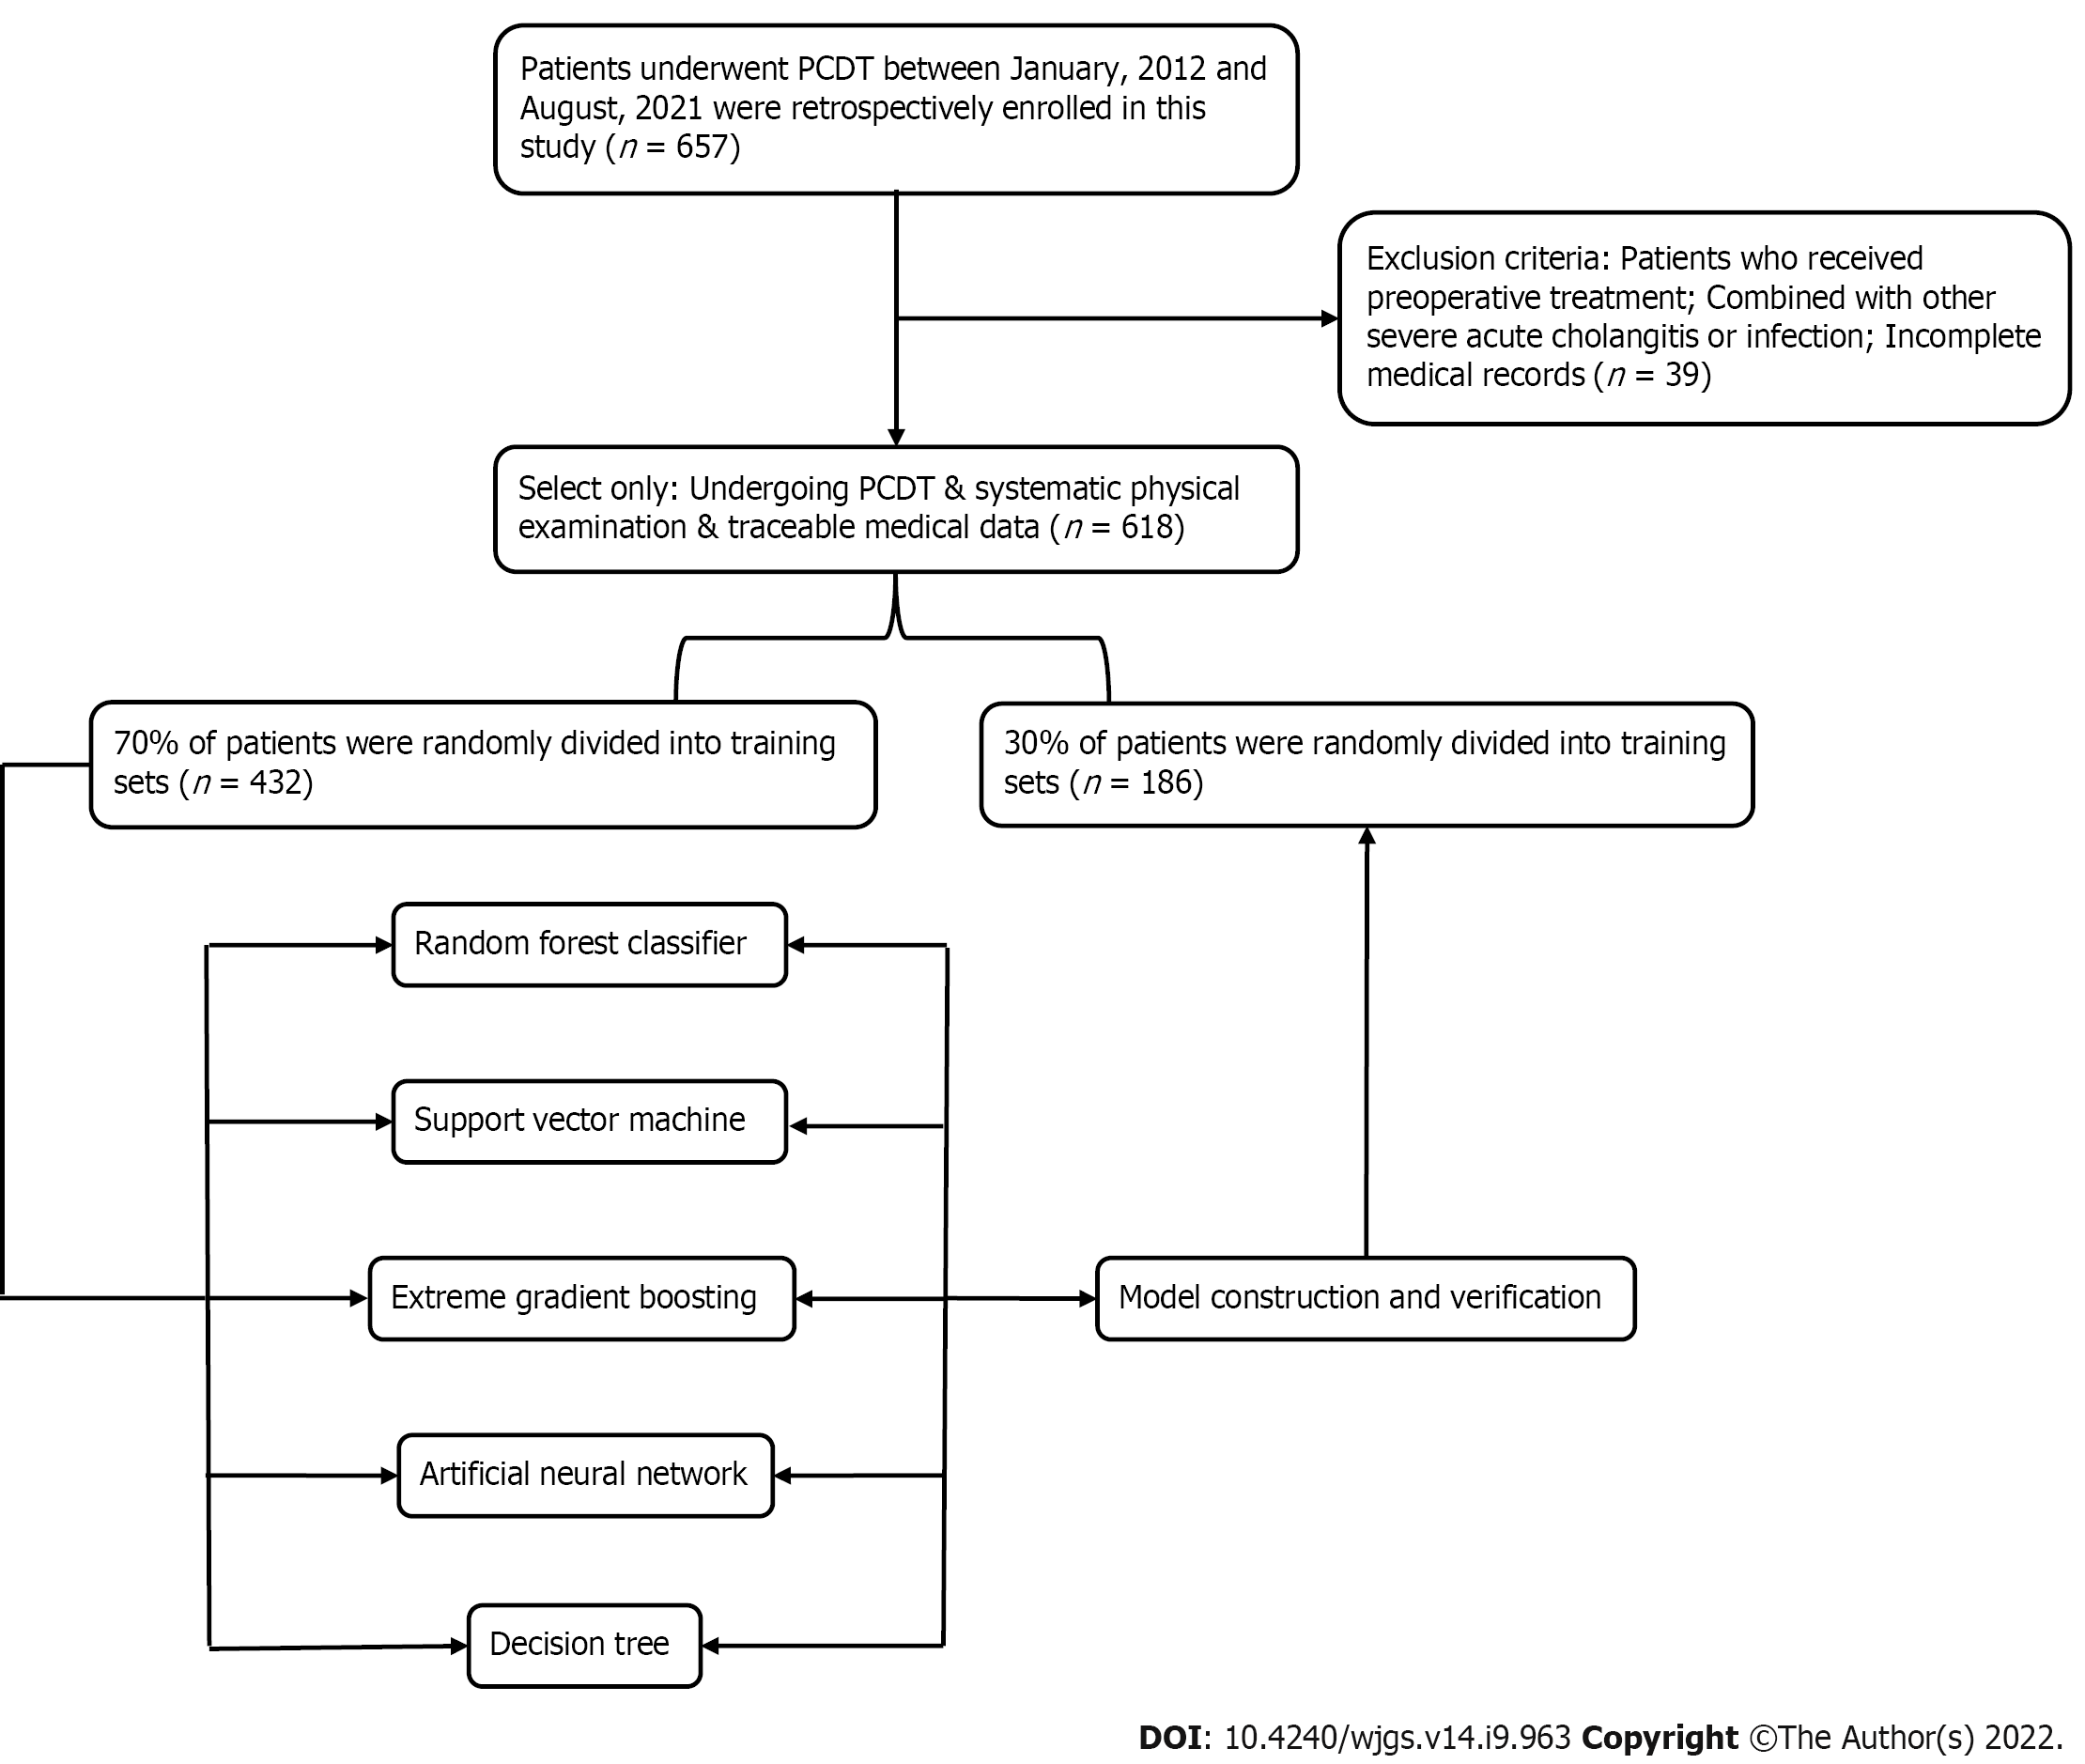 Patients underwent PCDT between January, 2012 and
August, 2021 were retrospectively enrolled in this
study (n = 657)
Exclusion criteria: Patients who received
preoperative treatment; Combined with other
severe acute cholangitis or infection; Incomplete
medical records (n = 39)
Select only: Undergoing PCDT & systematic physical
examination & traceable medical data (n = 618)
70% of patients were randomly divided into training
sets (n = 432)
30% of patients were randomly divided into training
sets (n = 186)
Random forest classifier
Support vector machine
Extreme gradient boosting
Model construction and verification
Artificial neural network
Decision tree
DOI: 10.4240/wjgs.v14.i9.963 Copyright ©The Author(s) 2022.